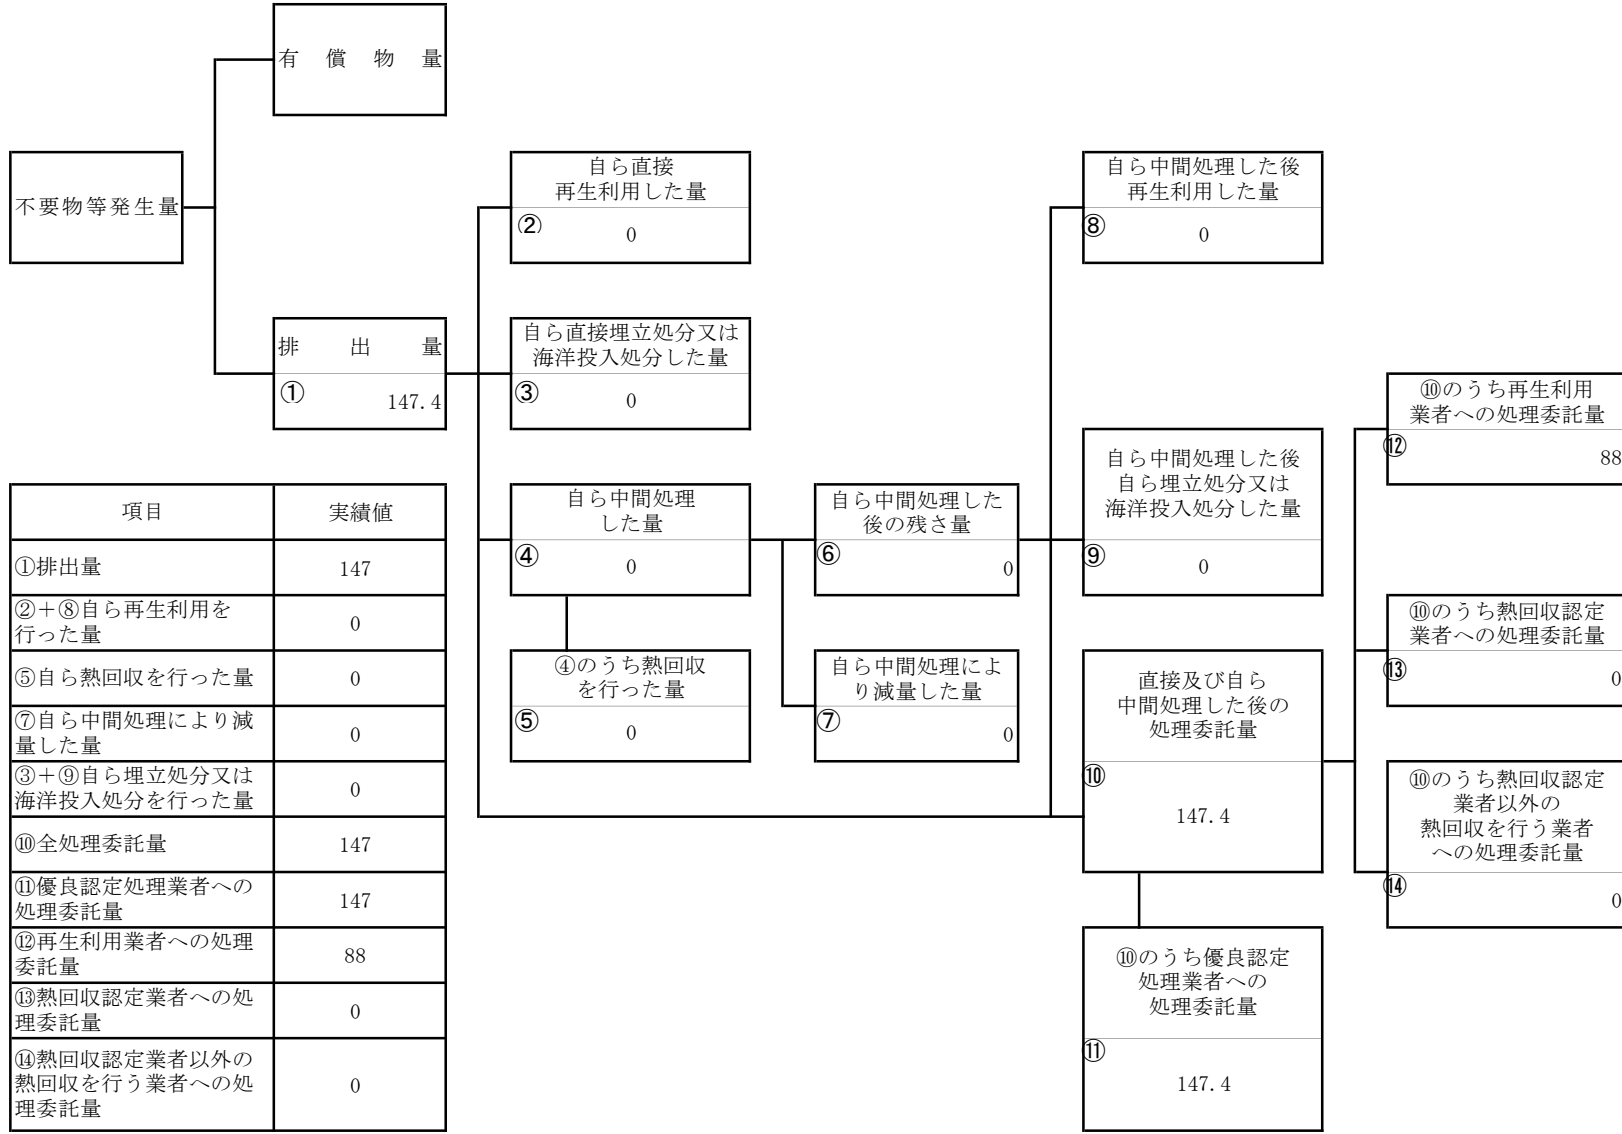 有償物量
不要物等発生量
排出量
①
147.4
自ら直接
再生利用した量
②
0
自ら直接埋立処分又は
海洋投入処分した量
③
0
自ら中間処理
した量
④
0
④のうち熱回収
を行った量
⑤
0
自ら中間処理した
後の残さ量
⑥
0
自ら中間処理によ
り減量した量
⑦
0
自ら中間処理した後
再生利用した量
⑧
0
自ら中間処理した後
自ら埋立処分又は
海洋投入処分した量
⑨
0
直接及び自ら
中間処理した後の
処理委託量
⑩
147.4
⑩のうち優良認定
処理業者への
処理委託量
⑪
147.4
⑩のうち再生利用
業者への処理委託量
⑫
88
⑩のうち熱回収認定
業者への処理委託量
⑬
0
⑩のうち熱回収認定
業者以外の
熱回収を行う業者
への処理委託量
⑭
0
項目 実績値
①排出量 147
②＋⑧自ら再生利用を
行った量 0
⑤自ら熱回収を行った量 0
⑦自ら中間処理により減
量した量 0
③＋⑨自ら埋立処分又は
海洋投入処分を行った量 0
⑩全処理委託量 147
⑪優良認定処理業者への
処理委託量 147
⑫再生利用業者への処理
委託量 88
⑬熱回収認定業者への処
理委託量 0
⑭熱回収認定業者以外の
熱回収を行う業者への処
理委託量 0